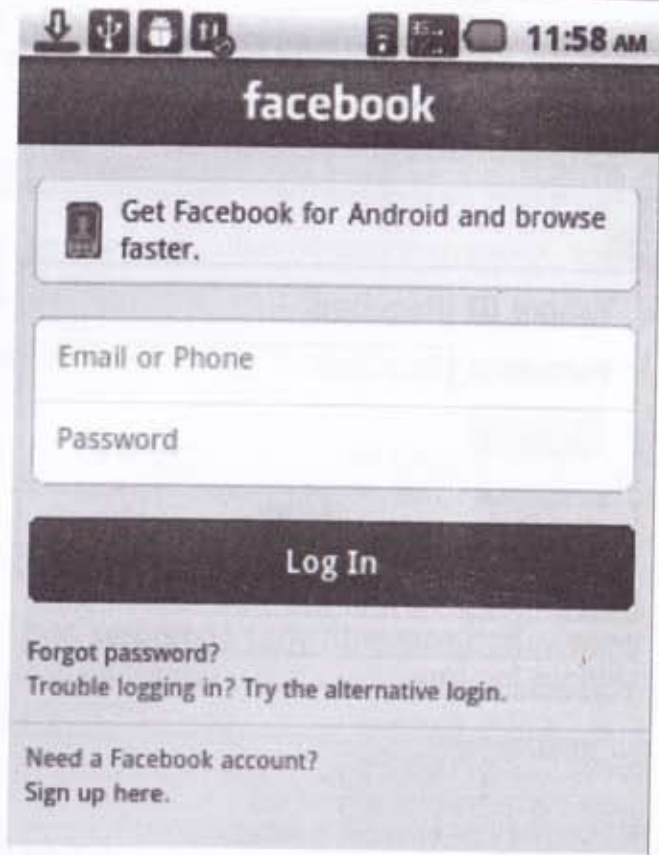 11:58 AM
facebook
Get Facebook for Android and browse
faster.
Email or Phone
Password
Log In
Forgot password?
Trouble logging in? Try the alternative login.
Need a Facebook account?
Sign up here.